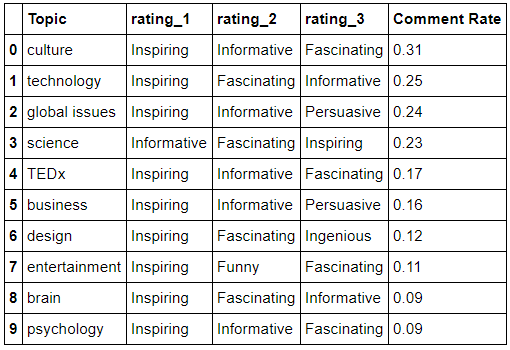 Topic rating_1 rating_2 rating_3 Comment Rate
0 culture Inspiring Informative Fascinating 0.31
1 technology Inspiring Fascinating Informative 0.25
2 global issues Inspiring Informative Persuasive 0.24
3 science Informative Fascinating Inspiring 0.23
4 TEDx Inspiring Informative Fascinating 0.17
5 business Inspiring Informative Persuasive 0.16
6 design Inspiring Fascinating Ingenious 0.12
7 entertainment Inspiring Funny Fascinating 0.11
8 brain Inspiring Fascinating Informative 0.09
9 psychology Inspiring Informative Fascinating 0.09